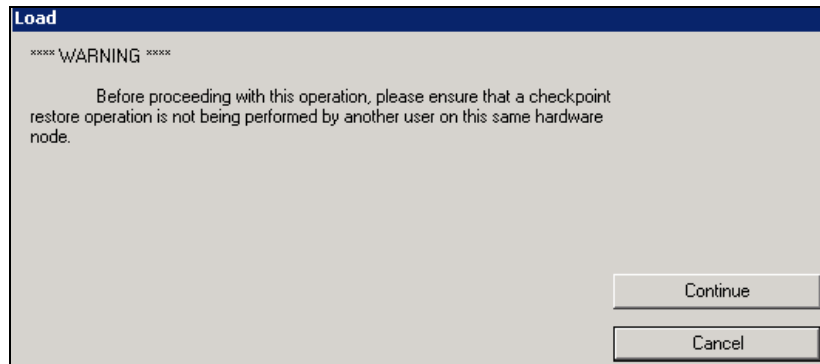 Load
**** WARNING ****
Before proceeding with this operation, please ensure that a checkpoint
restore operation is not being performed by another user on this same hardware
node.
Continue
Cancel